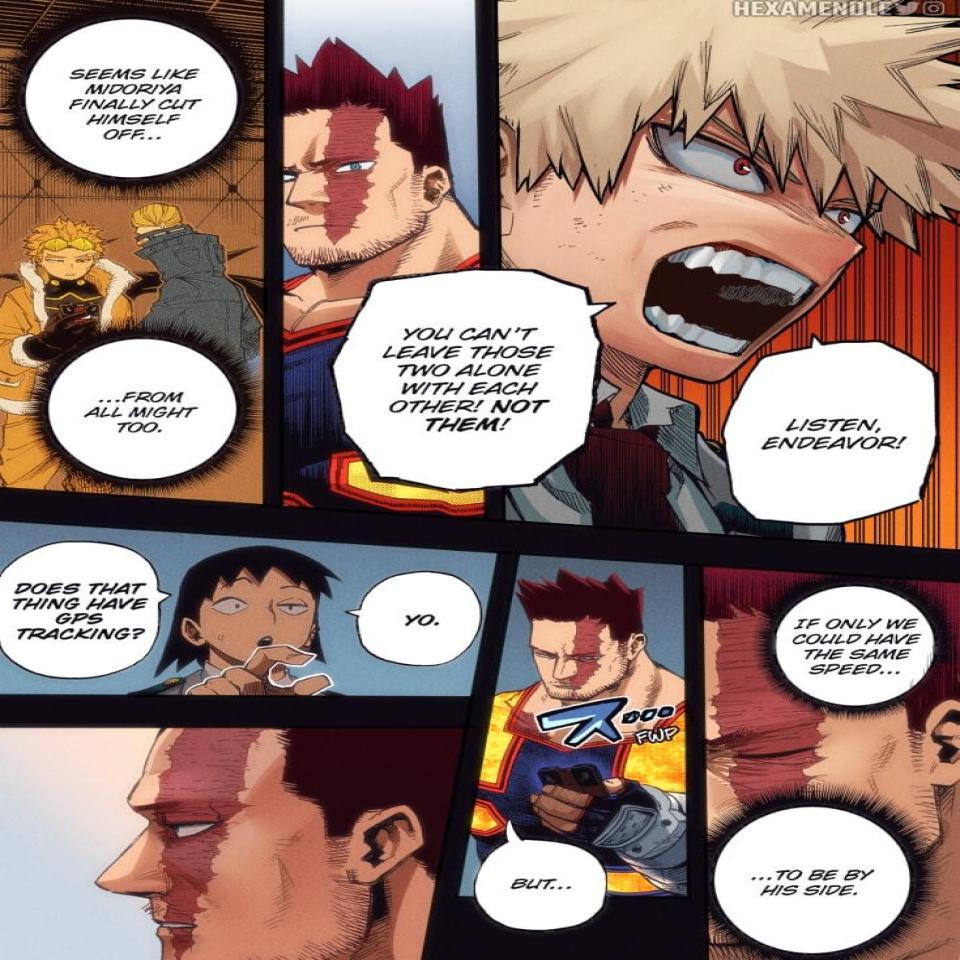 HEXAMENDLE
LISTEN,
ENDEAVOR!
YOU CAN'T
LEAVE THOSE
TWO ALONE
WITH EACH
OTHER! NOT
THEM!
SEEMS LIKE
MIDORIYA
FINALLY CUT
HIMSELF
OFF...
...FROM
ALL MIGHT
TOO.
IF ONLY WE
COULD HAVE
THE SAME
SPEED...
...TO BE BY
HIS SIDE.
ス...
FWP
BUT...
YO.
DOES THAT
THING HAVE
GPS
TRACKING?